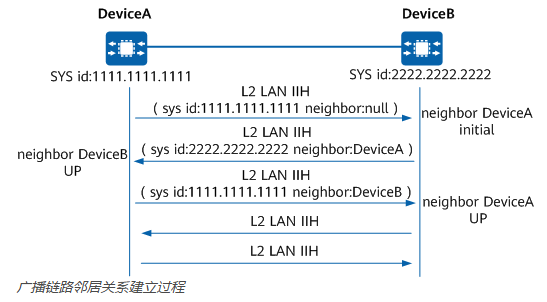 DeviceA
DeviceB
SYS id:1111.1111.1111
SYS id:2222.2222.2222
L2 LAN IIH
( sys id:1111.1111.1111 neighbor:null )
neighbor DeviceA
initial
L2 LAN IIH
( sys id:2222.2222.2222 neighbor:DeviceA )
neighbor DeviceB
UP
L2 LAN IIH
( sys id:1111.1111.1111 neighbor:DeviceB )
neighbor DeviceA
UP
L2 LAN IIH
L2 LAN IIH
广播链路邻居关系建立过程